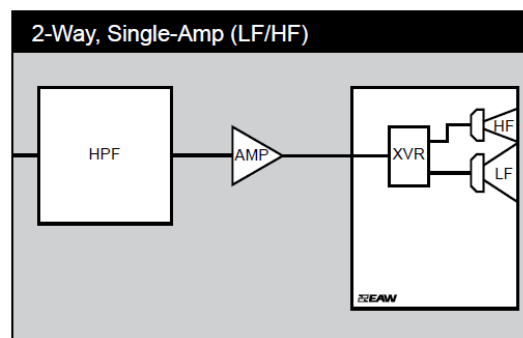 2-Way, Single-Amp (LF/HF)
HPF
AMP
XVR
HF
LF
EAW